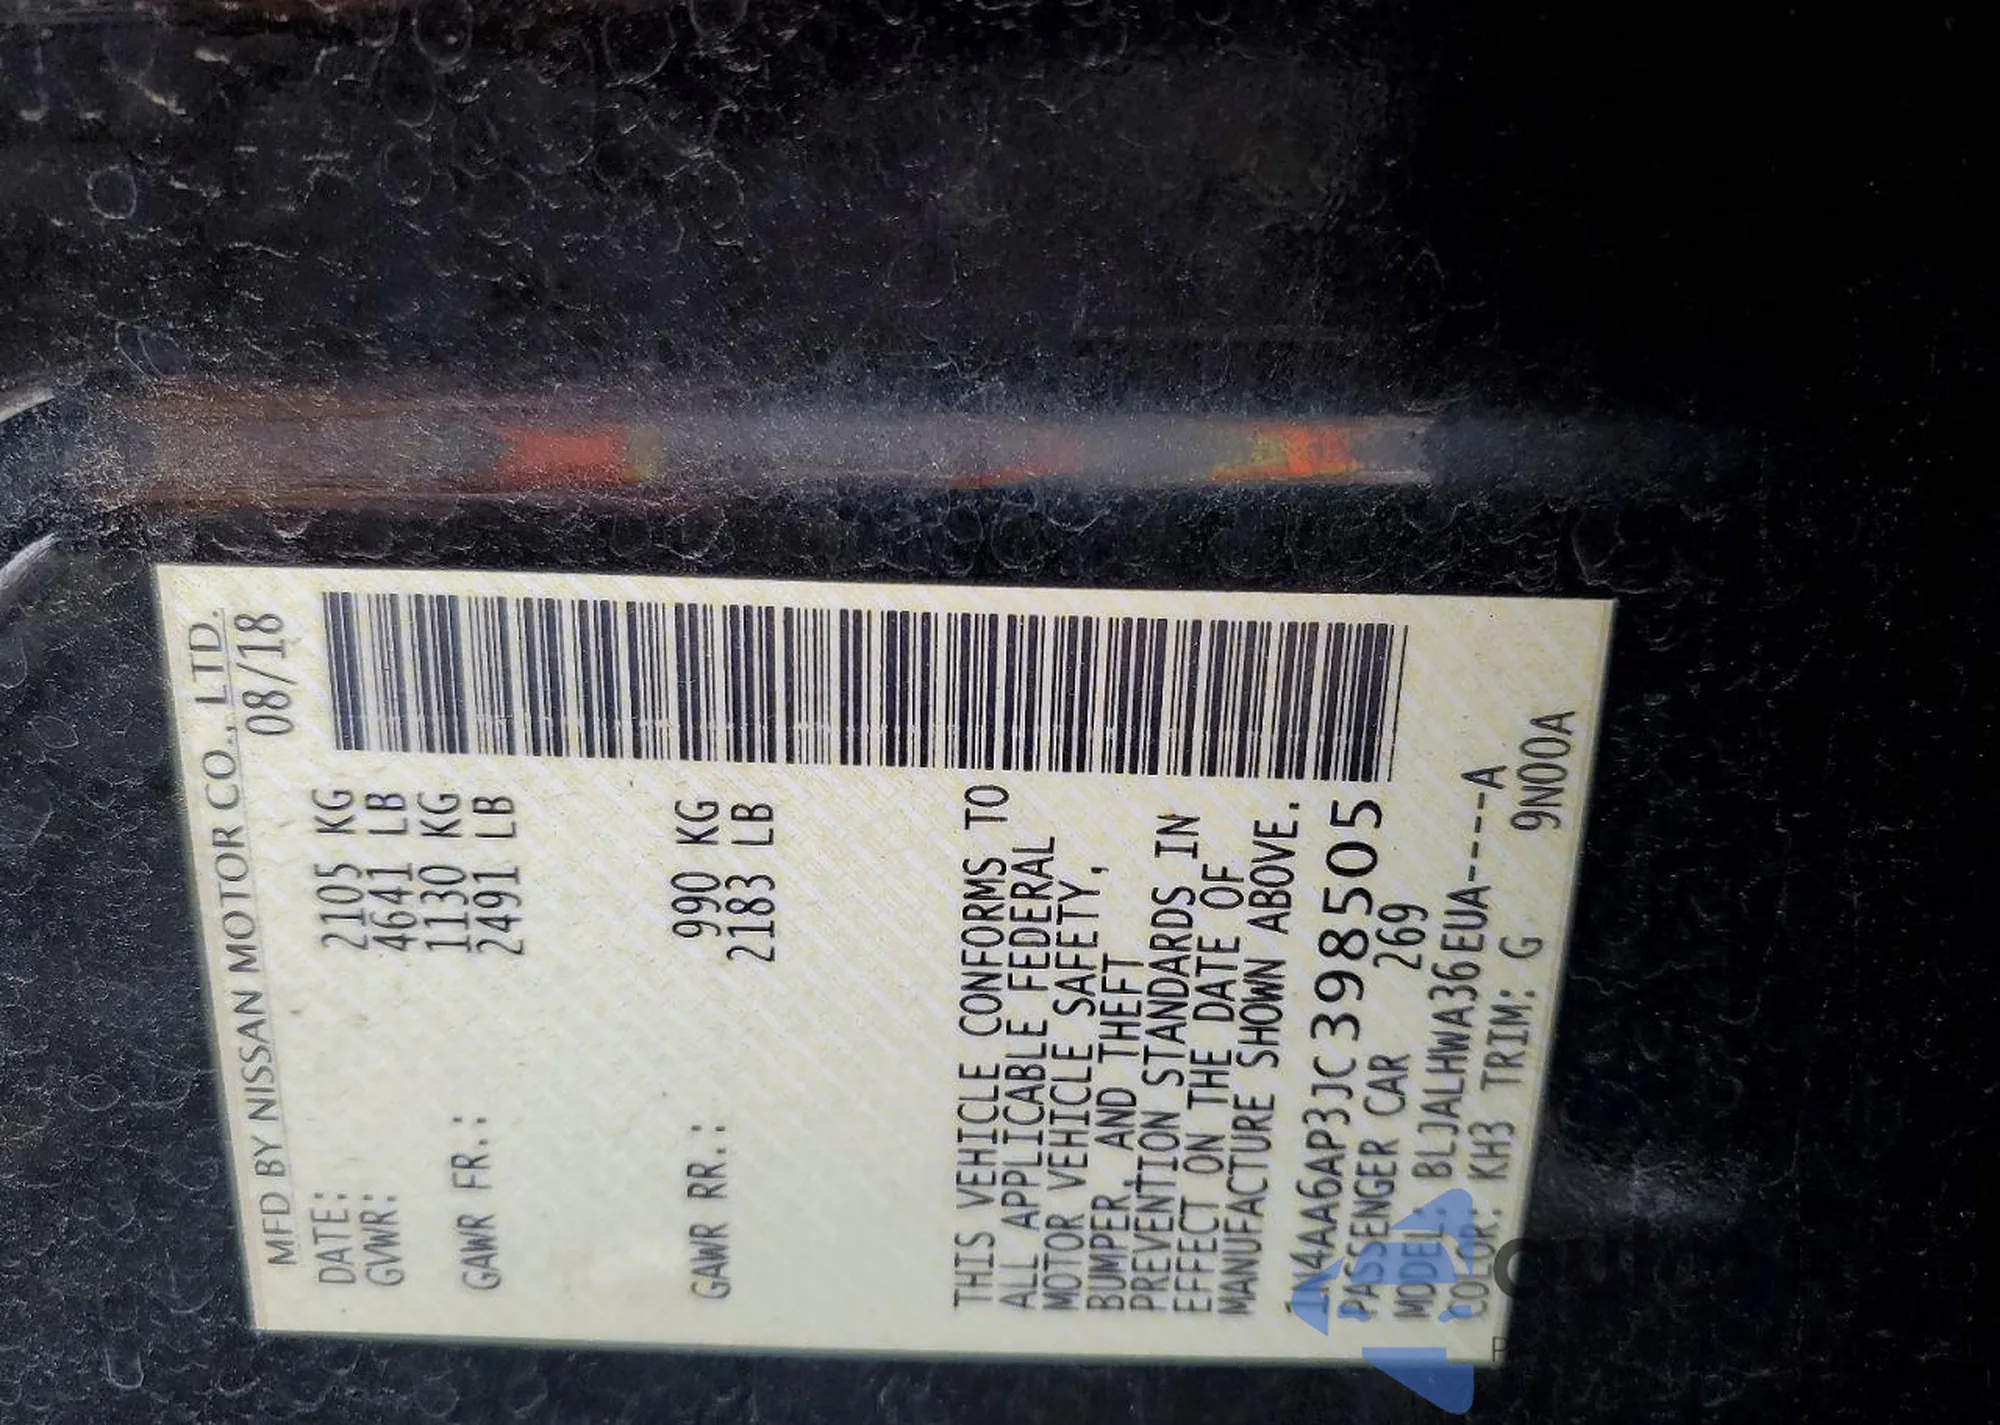 MFD BY NISSAN MOTOR CO., LTD.
DATE: 08/18
GVWR: 2105 KG
4641 LB
GAWR FR.: 1130 KG
2491 LB
GAWR RR.: 990 KG
2183 LB
THIS VEHICLE CONFORMS TO
ALL APPLICABLE FEDERAL
MOTOR VEHICLE SAFETY,
BUMPER, AND THEFT
PREVENTION STANDARDS IN
EFFECT ON THE DATE OF
MANUFACTURE SHOWN ABOVE.
1N4AA6AP3JC398505
PASSENGER CAR 269
MODEL: BLJALHWA36EUA----A
COLOR: KH3 TRIM: G 9N00A